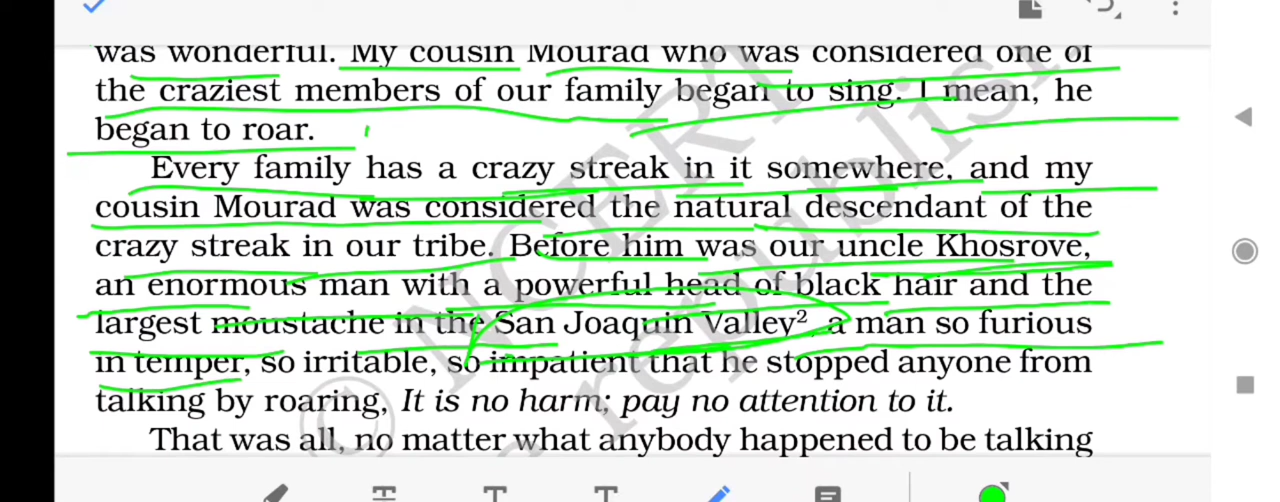 was wonderful. My cousin Mourad who was considered one of
the craziest members of our family began to sing. I mean, he
began to roar.
Every family has a crazy streak in it somewhere, and my
cousin Mourad was considered the natural descendant of the
crazy streak in our tribe. Before him was our uncle Khosrove,
an enormous man with a powerful head of black hair and the
largest moustache in the San Joaquin Valley², a man so furious
in temper, so irritable, so impatient that he stopped anyone from
talking by roaring, It is no harm; pay no attention to it.
That was all, no matter what anybody happened to be talking
© NCERT
republis